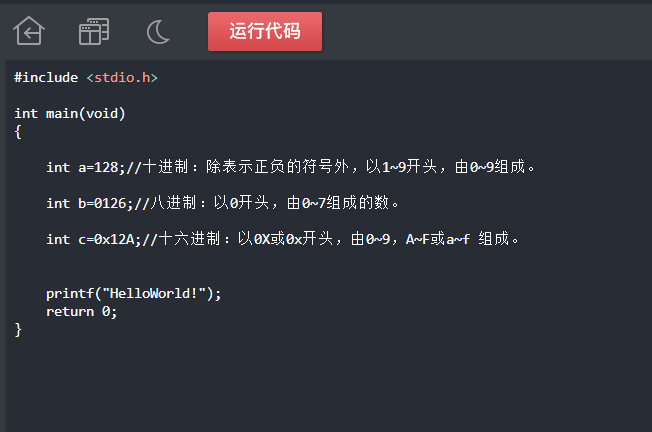 运行代码
#include <stdio.h>
int main(void)
{
int a=128;//十进制：除表示正负的符号外，以1~9开头，由0~9组成。
int b=0126;//八进制：以0开头，由0~7组成的数。
int c=0x12A;//十六进制：以0X或0x开头，由0~9，A~F或a~f 组成。
printf("HelloWorld!");
return 0;
}